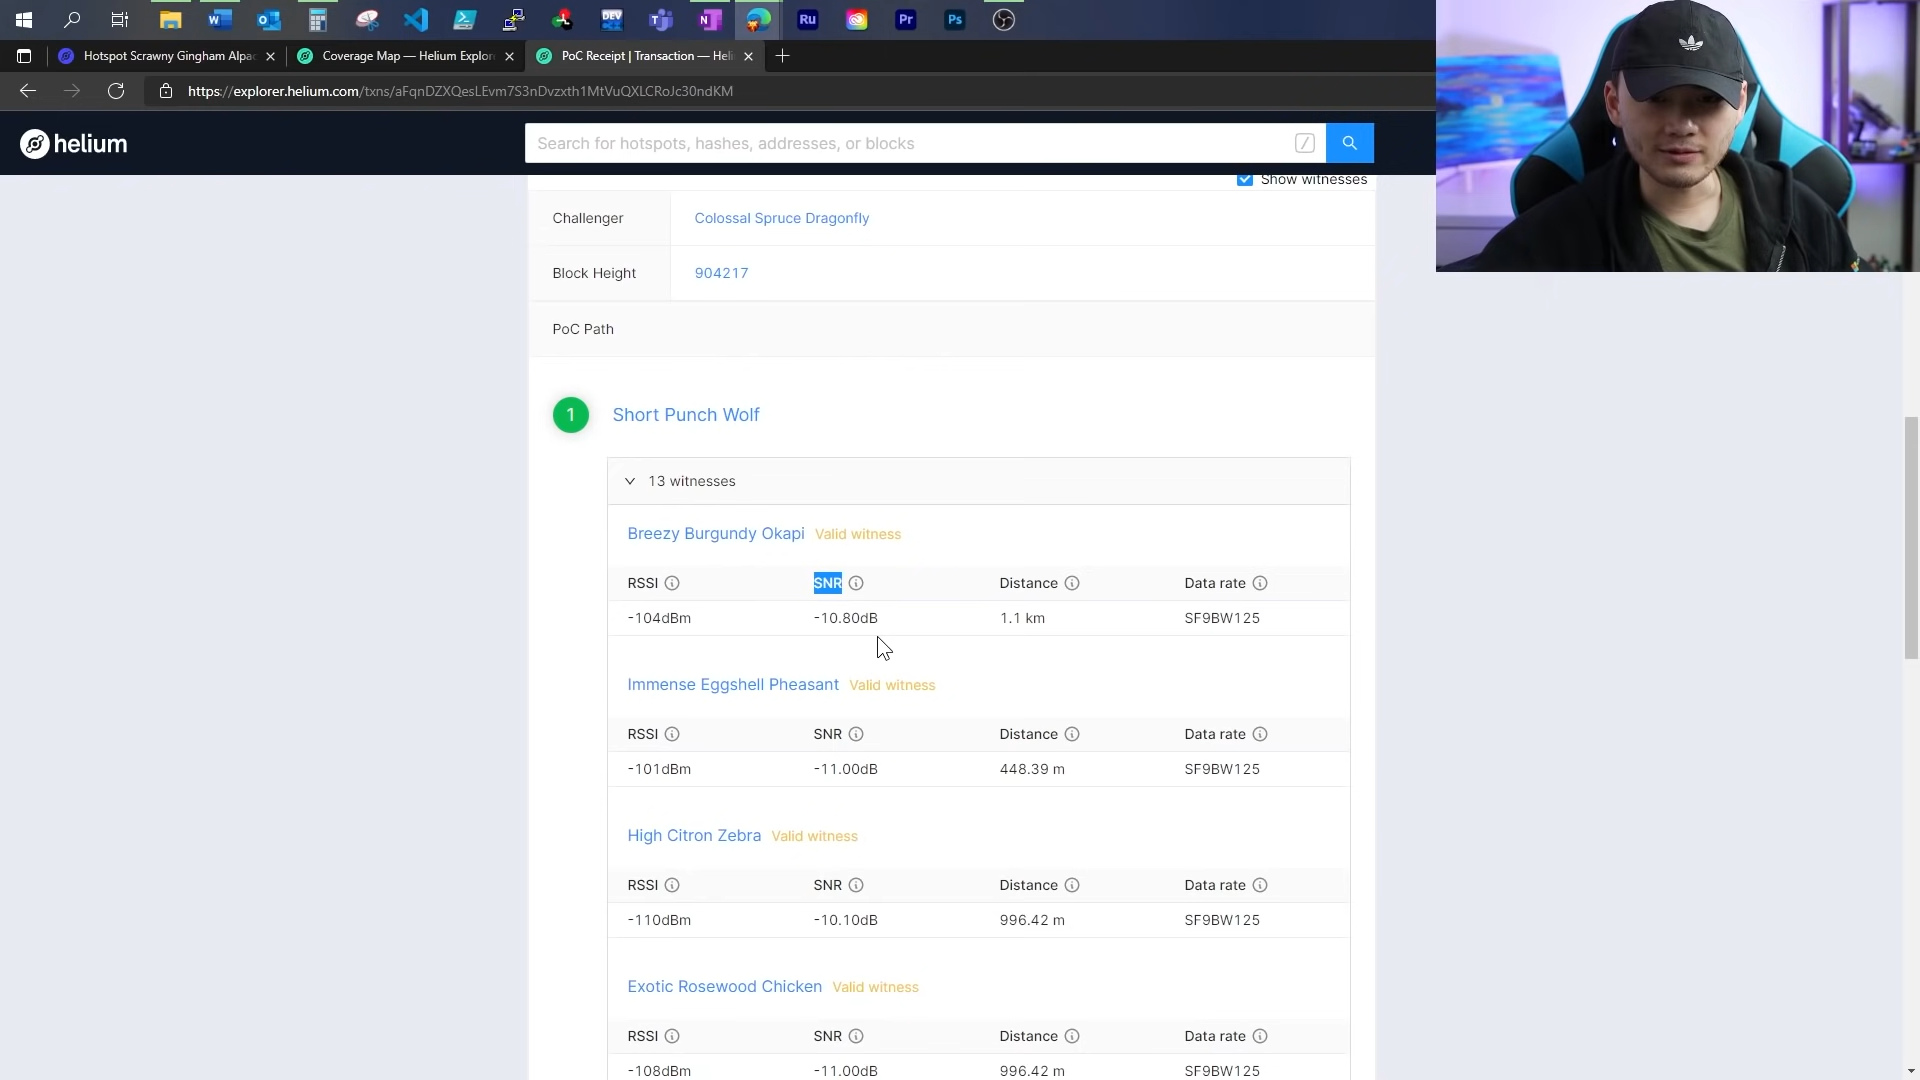 W
DEV
N
Ru
Pr
Ps
Hotspot Scrawny Gingham Alpac
Coverage Map — Helium Explor
PoC Receipt | Transaction — Heli
https://explorer.helium.com/txns/aFqnDZXQesLEvm7S3nDvzxth1MtVuQXLCRoJc30ndKM
helium
Search for hotspots, hashes, addresses, or blocks /
Show witnesses
Challenger Colossal Spruce Dragonfly
Block Height 904217
PoC Path
1 Short Punch Wolf
13 witnesses
Breezy Burgundy Okapi Valid witness
RSSI SNR Distance Data rate
-104dBm -10.80dB 1.1 km SF9BW125
Immense Eggshell Pheasant Valid witness
RSSI SNR Distance Data rate
-101dBm -11.00dB 448.39 m SF9BW125
High Citron Zebra Valid witness
RSSI SNR Distance Data rate
-110dBm -10.10dB 996.42 m SF9BW125
Exotic Rosewood Chicken Valid witness
RSSI SNR Distance Data rate
-108dBm -11.00dB 996.42 m SF9BW125